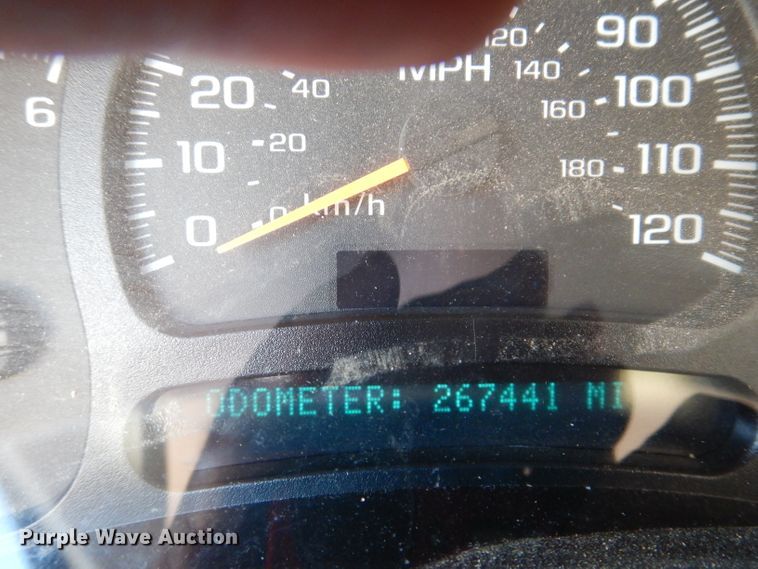 120 90
MPH 140
6 20 40 160 100
10 20 180 110
0 0 km/h 120
ODOMETER: 267441 MI
Purple Wave Auction